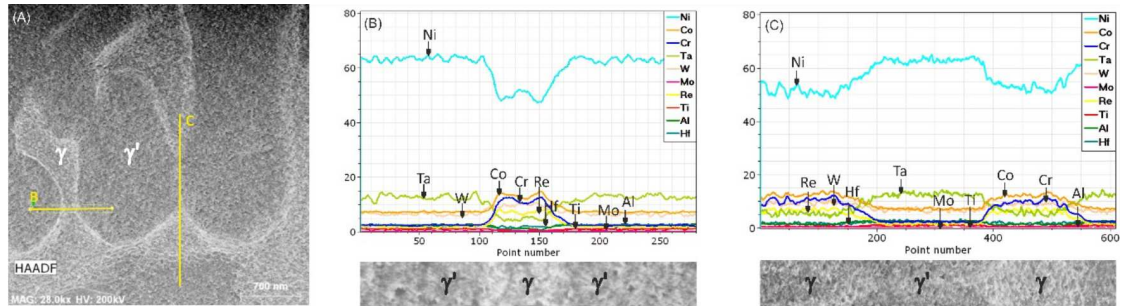 (A)
C
γ
γ'
B
HAADF
MAG: 28.0kx HV: 200kV
700 nm
(B)
80
60
40
20
0
Ni
Ta
W
Co
Cr
Re
Hf
Ti
Mo
Al
50
100
150
200
250
Point number
Ni
Co
Cr
Ta
W
Mo
Re
Ti
Al
Hf
γ'
γ
γ'
(C)
80
60
40
20
0
Ni
Re
W
Hf
Ta
Mo
Ti
Co
Cr
Al
200
400
600
Point number
Ni
Co
Cr
Ta
W
Mo
Re
Ti
Al
Hf
γ
γ'
γ